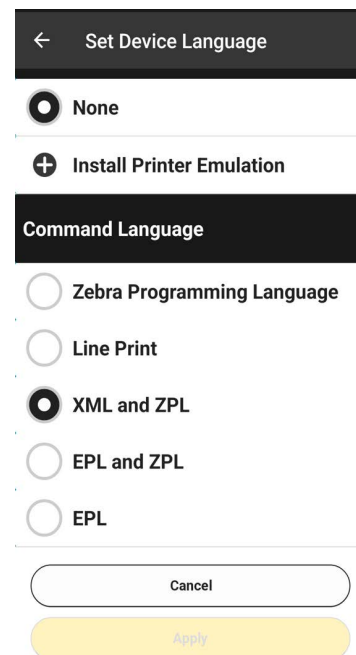 Set Device Language
None
Install Printer Emulation
Command Language
Zebra Programming Language
Line Print
XML and ZPL
EPL and ZPL
EPL
Cancel
Apply